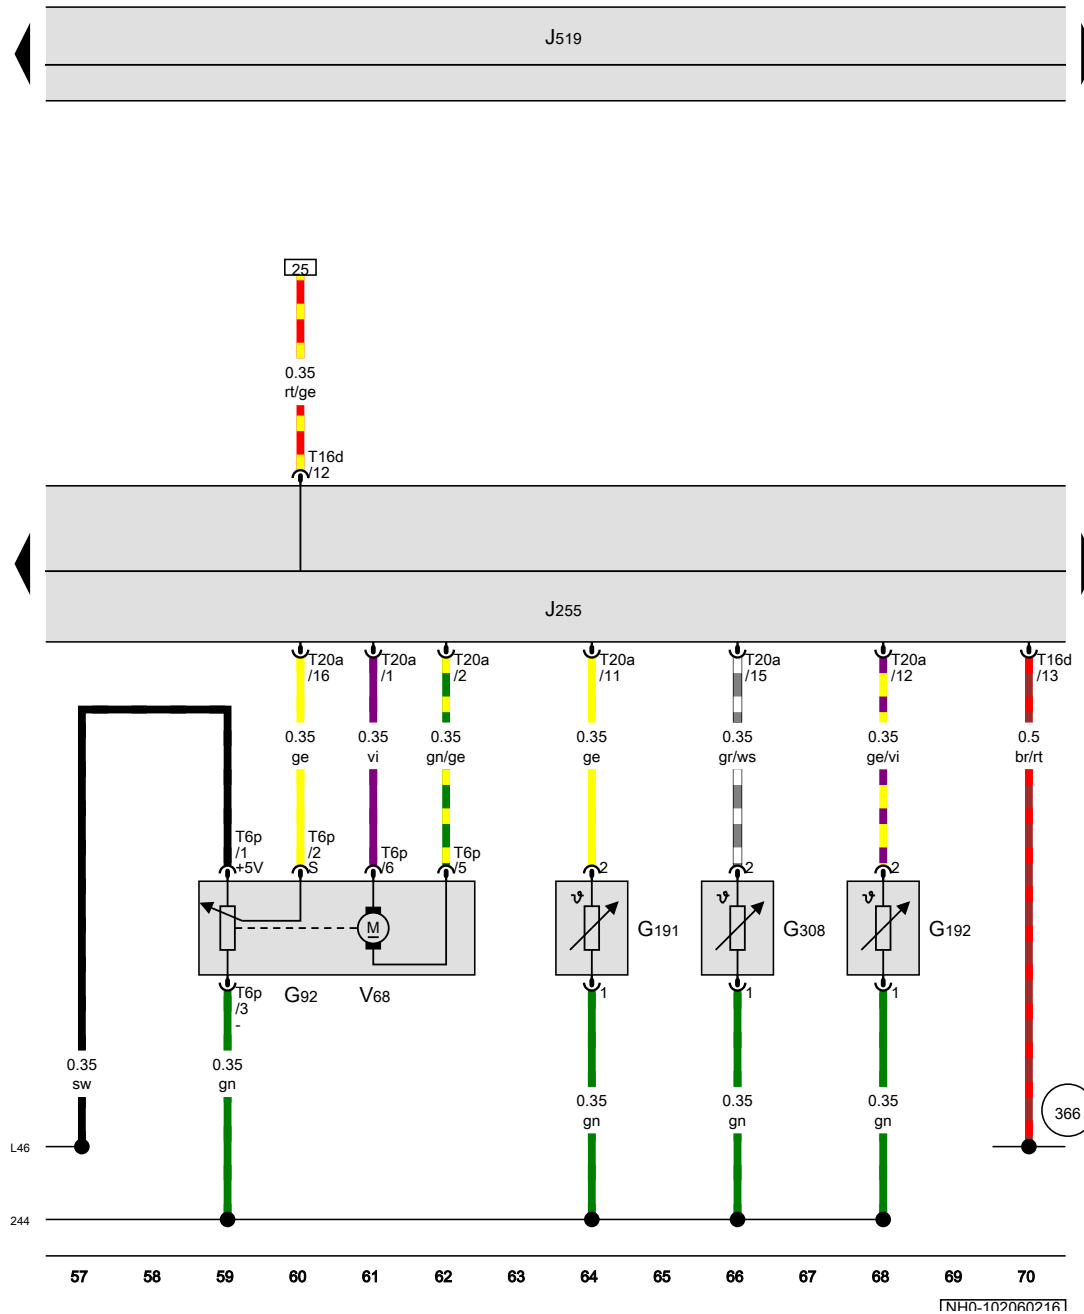 J519
25
0.35
rt/ge
T16d
/12
J255
T20a
/16
T20a
/1
T20a
/2
T20a
/11
T20a
/15
T20a
/12
T16d
/13
0.35
ge
0.35
vi
0.35
gn/ge
0.35
ge
0.35
gr/ws
0.35
ge/vi
0.5
br/rt
T6p
/1
+5V
T6p
/2
S
T6p
/6
T6p
/5
2
2
2
ϑ
ϑ
ϑ
M
G191
G308
G192
T6p
/3
-
G92
V68
1
1
1
0.35
sw
0.35
gn
0.35
gn
0.35
gn
0.35
gn
366
L46
244
57 58 59 60 61 62 63 64 65 66 67 68 69 70
NH0-102060216